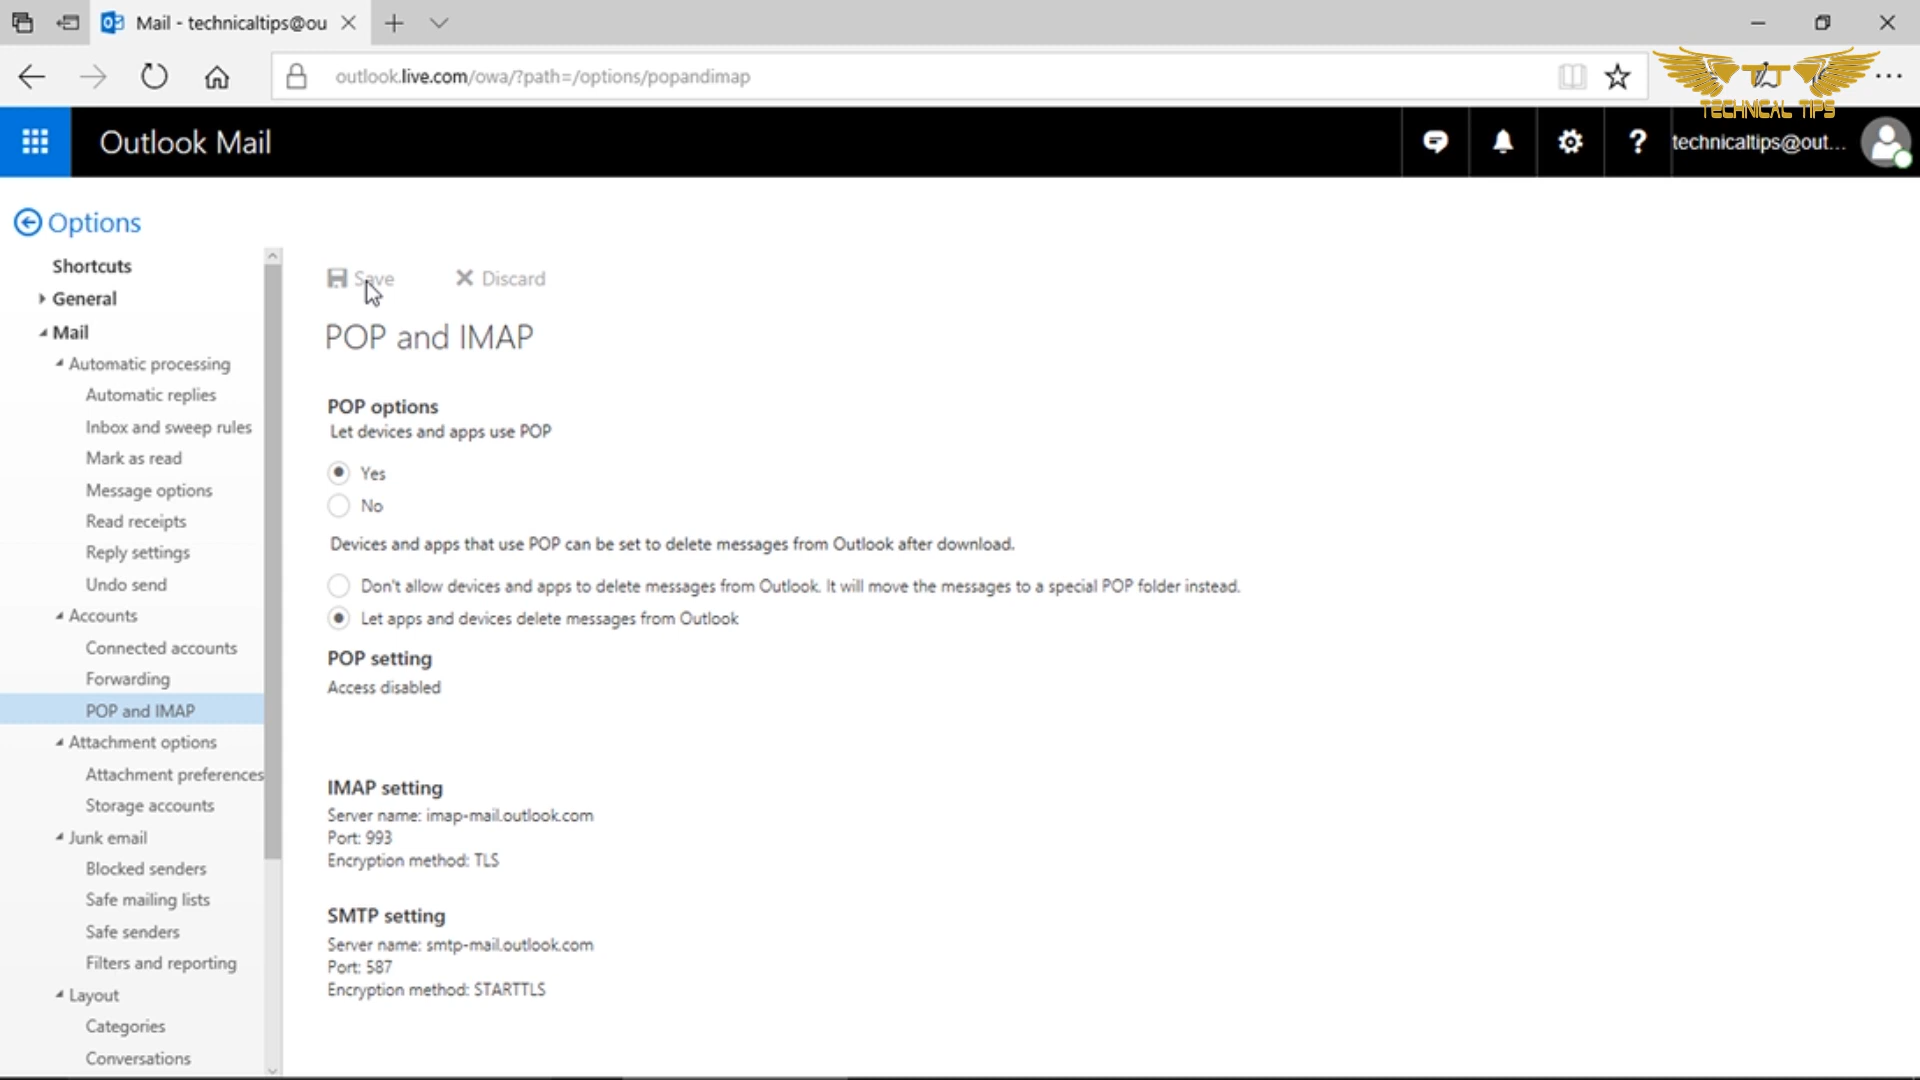 Mail - technicaltips@ou
outlook.live.com/owa/?path=/options/popandimap
TT
TECHNICAL TIPS
Outlook Mail
?
technicaltips@out...
Options
Shortcuts
General
Mail
Automatic processing
Automatic replies
Inbox and sweep rules
Mark as read
Message options
Read receipts
Reply settings
Undo send
Accounts
Connected accounts
Forwarding
POP and IMAP
Attachment options
Attachment preferences
Storage accounts
Junk email
Blocked senders
Safe mailing lists
Safe senders
Filters and reporting
Layout
Categories
Conversations
Save Discard
POP and IMAP
POP options
Let devices and apps use POP
Yes
No
Devices and apps that use POP can be set to delete messages from Outlook after download.
Don't allow devices and apps to delete messages from Outlook. It will move the messages to a special POP folder instead.
Let apps and devices delete messages from Outlook
POP setting
Access disabled
IMAP setting
Server name: imap-mail.outlook.com
Port: 993
Encryption method: TLS
SMTP setting
Server name: smtp-mail.outlook.com
Port: 587
Encryption method: STARTTLS